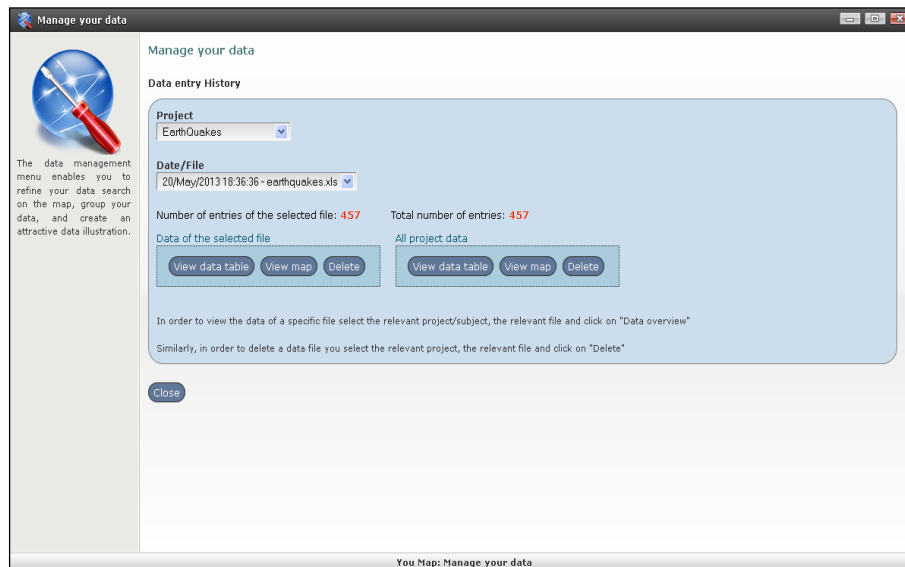 Manage your data
The data management
menu enables you to
refine your data search
on the map, group your
data, and create an
attractive data illustration.
Manage your data
Data entry History
Project
EarthQuakes
Date/File
20/May/2013 18:36:36 - earthquakes.xls
Number of entries of the selected file: 457 Total number of entries: 457
Data of the selected file All project data
View data table View map Delete View data table View map Delete
In order to view the data of a specific file select the relevant project/subject, the relevant file and click on "Data overview"
Similarly, in order to delete a data file you select the relevant project, the relevant file and click on "Delete"
Close
You Map: Manage your data